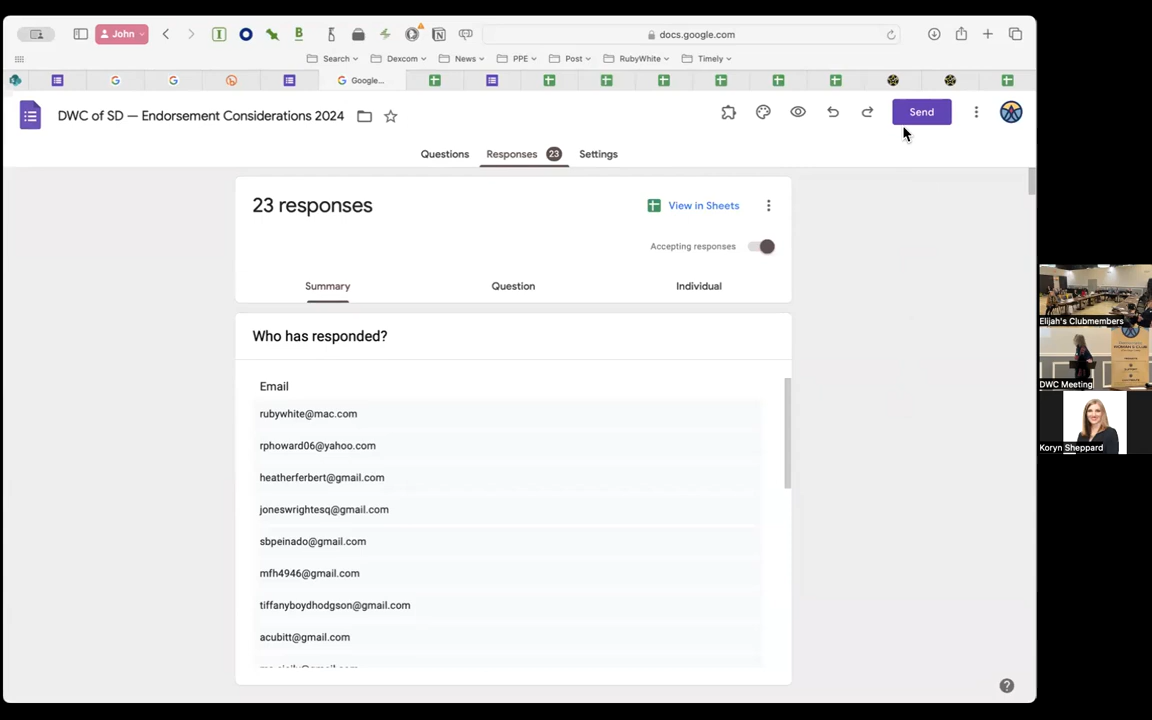 John
docs.google.com
Search
Dexcom
News
PPE
Post
RubyWhite
Timely
Google...
DWC of SD — Endorsement Considerations 2024
Send
Questions
Responses 23
Settings
23 responses
View in Sheets
Accepting responses
Summary
Question
Individual
Who has responded?
Email
rubywhite@mac.com
rphoward06@yahoo.com
heatherferbert@gmail.com
joneswrightesq@gmail.com
sbpeinado@gmail.com
mfh4946@gmail.com
tiffanyboydhodgson@gmail.com
acubitt@gmail.com
Elijah's Clubmembers
DWC Meeting
Koryn Sheppard